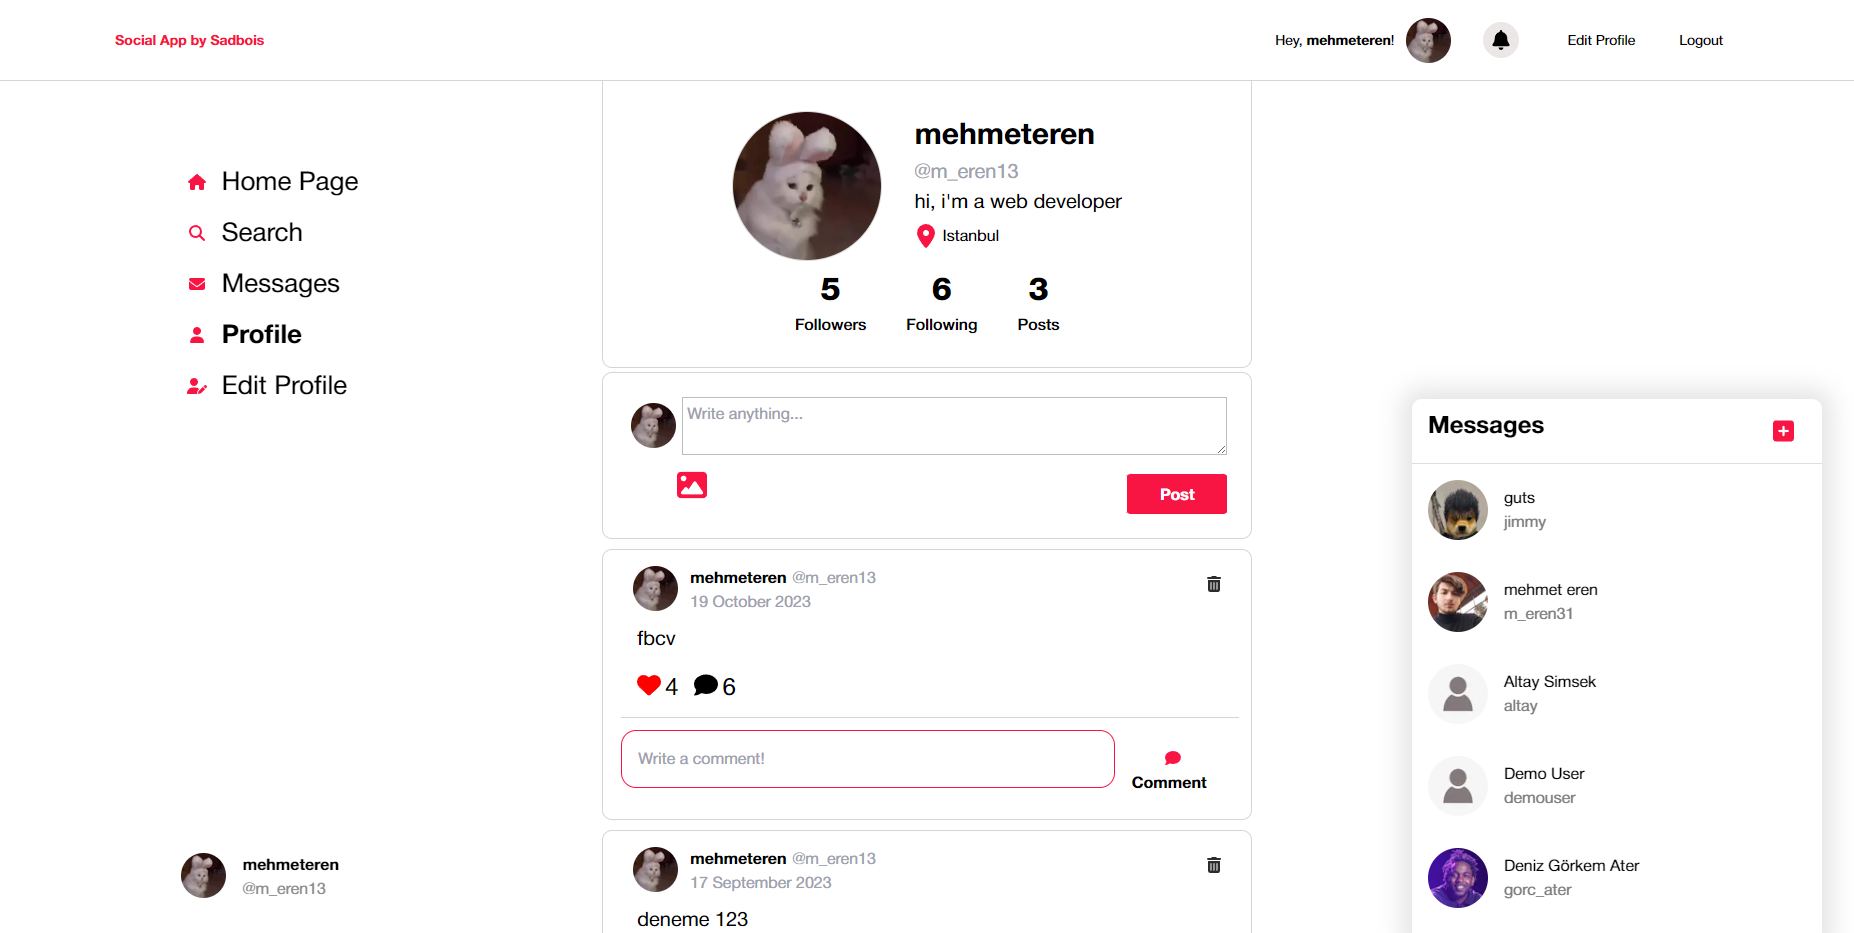 Social App by Sadbois
Hey, mehmeteren!
Edit Profile
Logout
Home Page
Search
Messages
Profile
Edit Profile
mehmeteren
@m_eren13
mehmeteren
@m_eren13
hi, i'm a web developer
Istanbul
5 6 3
Followers Following Posts
Write anything...
Post
mehmeteren @m_eren13
19 October 2023
fbcv
4 6
Write a comment!
Comment
mehmeteren @m_eren13
17 September 2023
deneme 123
Messages
guts
jimmy
mehmet eren
m_eren31
Altay Simsek
altay
Demo User
demouser
Deniz Görkem Ater
gorc_ater